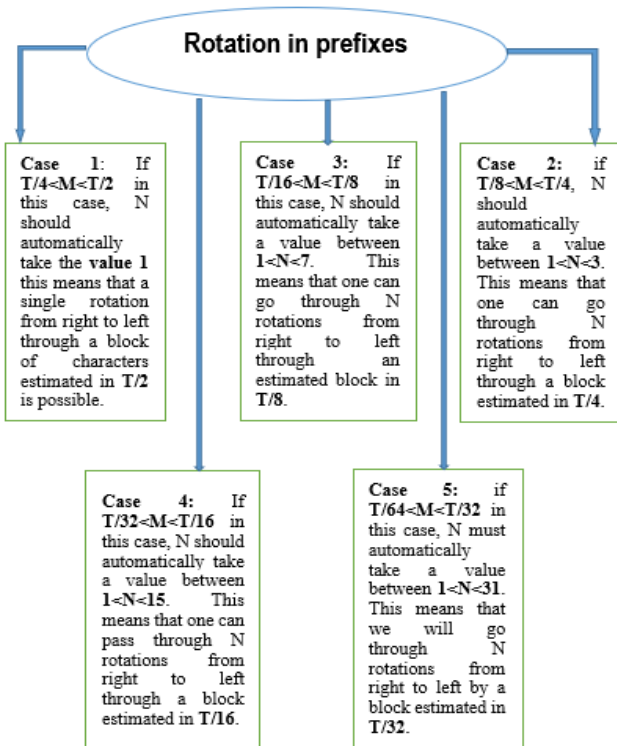 Rotation in prefixes
Case 1: If
T/4<M<T/2 in
this case, N
should
automatically
take the value 1
this means that a
single rotation
from right to left
through a block
of characters
estimated in T/2
is possible.
Case 3: If
T/16<M<T/8 in
this case, N should
automatically take
a value between
1<N<7. This
means that one can
go through N
rotations from
right to left
through an
estimated block in
T/8.
Case 2: if
T/8<M<T/4, N
should
automatically
take a value
between 1<N<3.
This means that
one can go
through N
rotations from
right to left
through a block
estimated in T/4.
Case 4: If
T/32<M<T/16 in
this case, N should
automatically take
a value between
1<N<15. This
means that one can
pass through N
rotations from
right to left
through a block
estimated in T/16.
Case 5: if
T/64<M<T/32 in
this case, N must
automatically
take a value
between 1<N<31.
This means that
we will go
through N
rotations from
right to left by a
block estimated in
T/32.